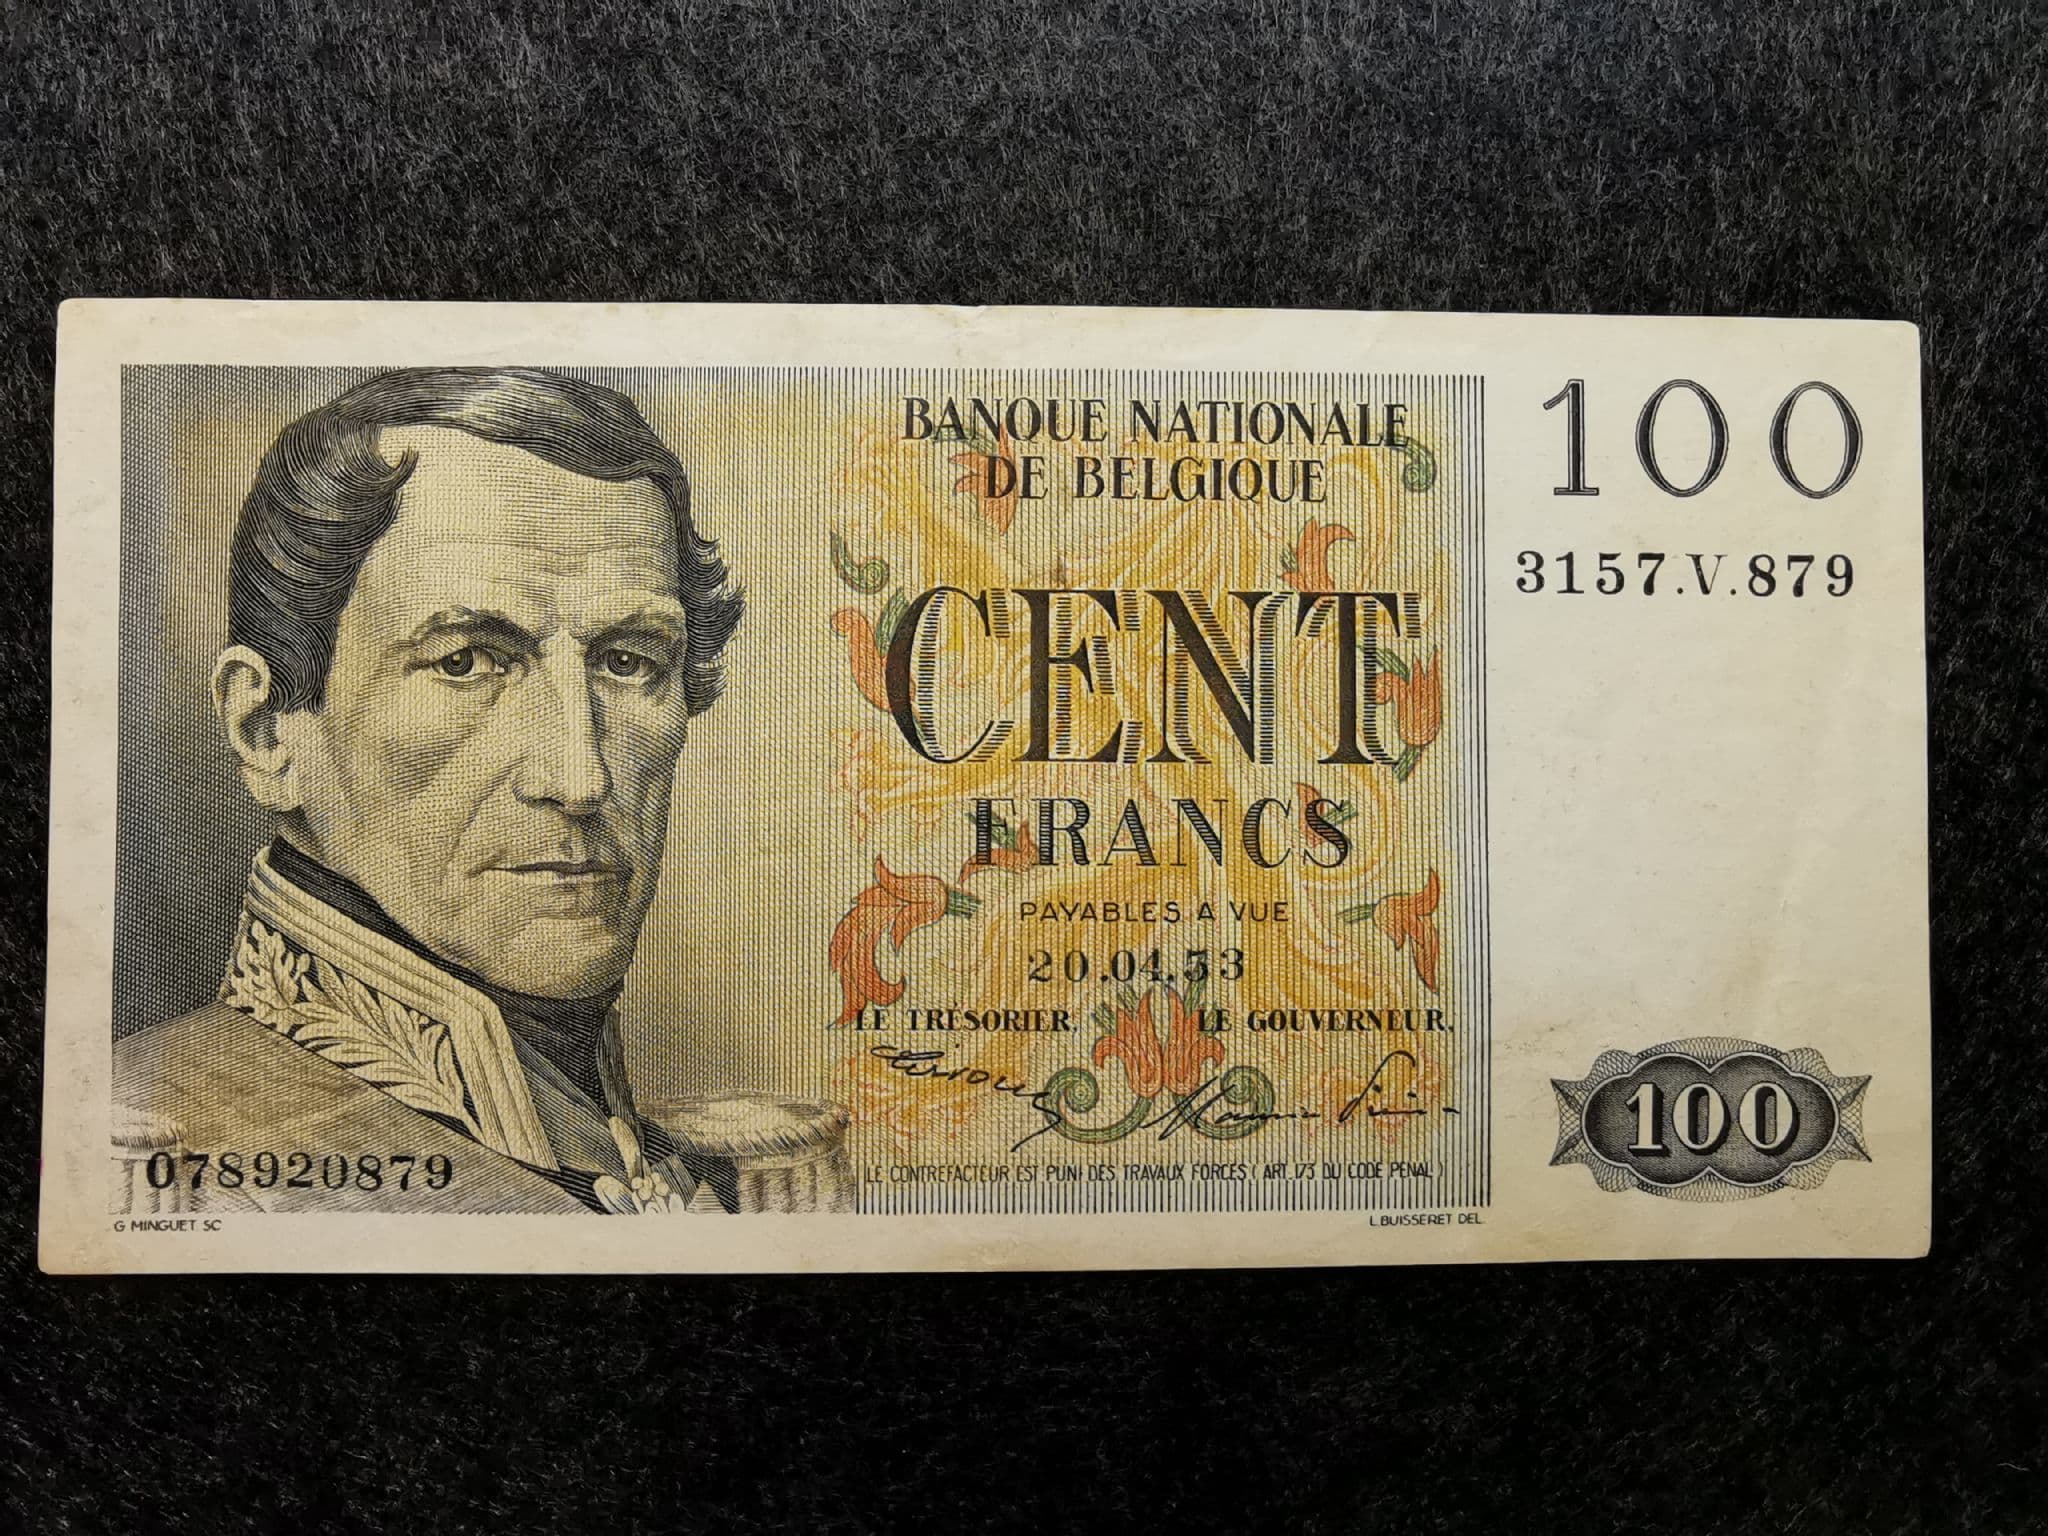 BANQUE NATIONALE
DE BELGIQUE
100
3157.V.879
CENT
FRANCS
PAYABLES A VUE
20.04.53
LE TRÉSORIER, LE GOUVERNEUR,
078920879
LE CONTREFACTEUR EST PUNI DES TRAVAUX FORCES (ART. 173 DU CODE PENAL)
100
G MINGUET SC
L.BUISSERET DEL.